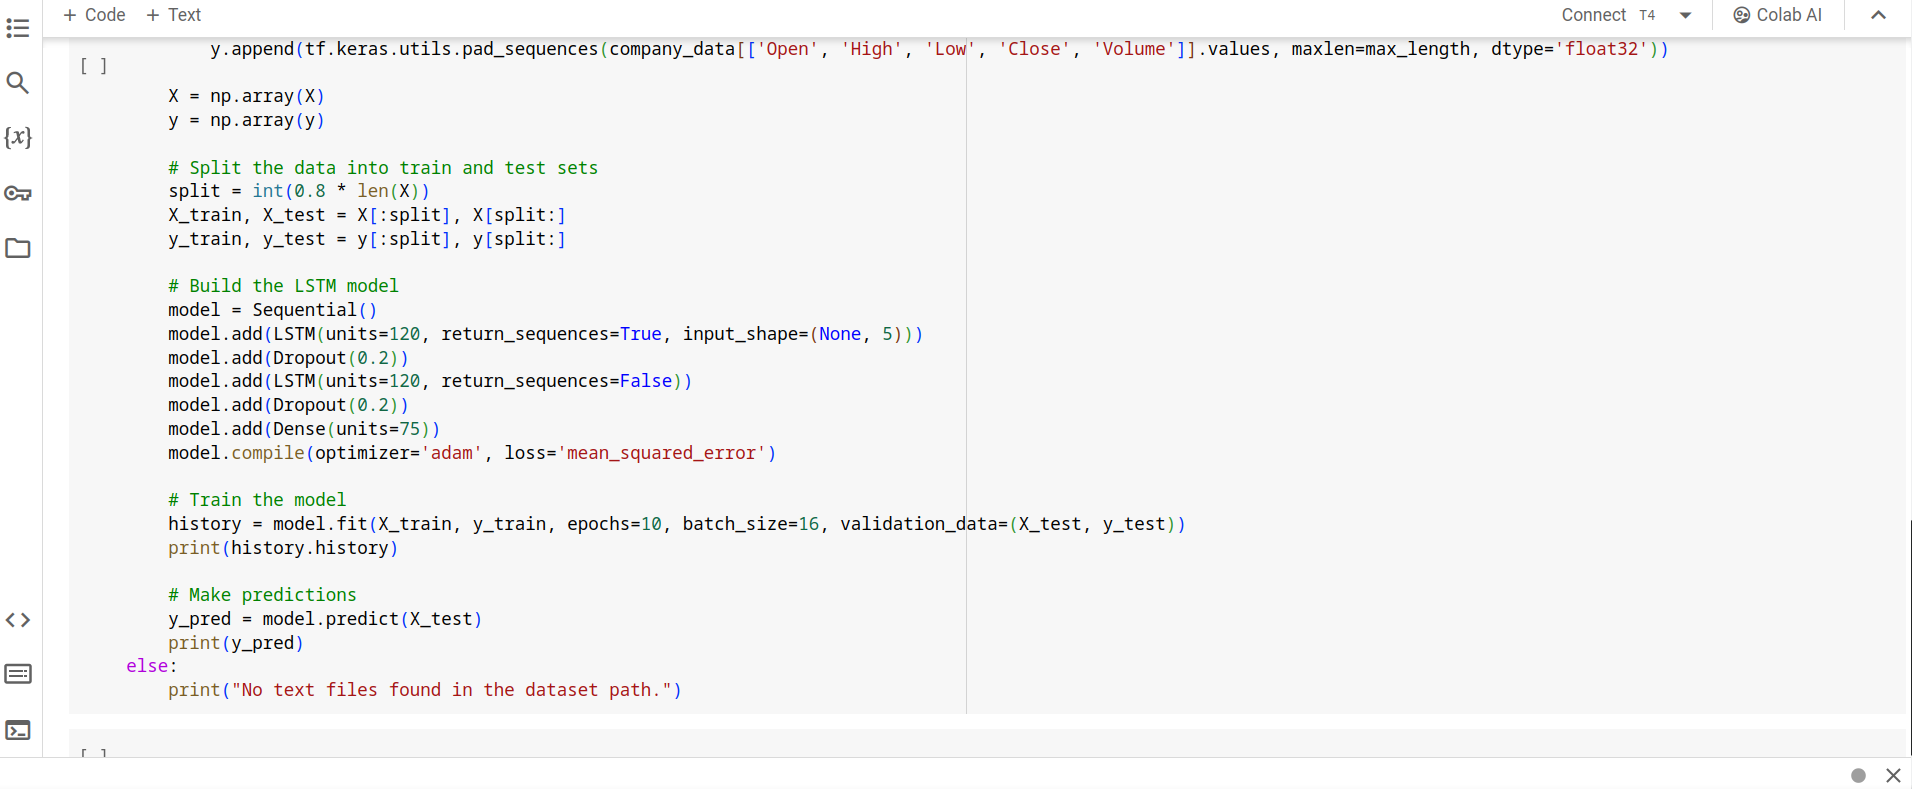 + Code + Text Connect T4 Colab AI
y.append(tf.keras.utils.pad_sequences(company_data[['Open', 'High', 'Low', 'Close', 'Volume']].values, maxlen=max_length, dtype='float32'))
[ ]
X = np.array(X)
y = np.array(y)
# Split the data into train and test sets
split = int(0.8 * len(X))
X_train, X_test = X[:split], X[split:]
y_train, y_test = y[:split], y[split:]
# Build the LSTM model
model = Sequential()
model.add(LSTM(units=120, return_sequences=True, input_shape=(None, 5)))
model.add(Dropout(0.2))
model.add(LSTM(units=120, return_sequences=False))
model.add(Dropout(0.2))
model.add(Dense(units=75))
model.compile(optimizer='adam', loss='mean_squared_error')
# Train the model
history = model.fit(X_train, y_train, epochs=10, batch_size=16, validation_data=(X_test, y_test))
print(history.history)
# Make predictions
y_pred = model.predict(X_test)
print(y_pred)
else:
print("No text files found in the dataset path.")
[ ]